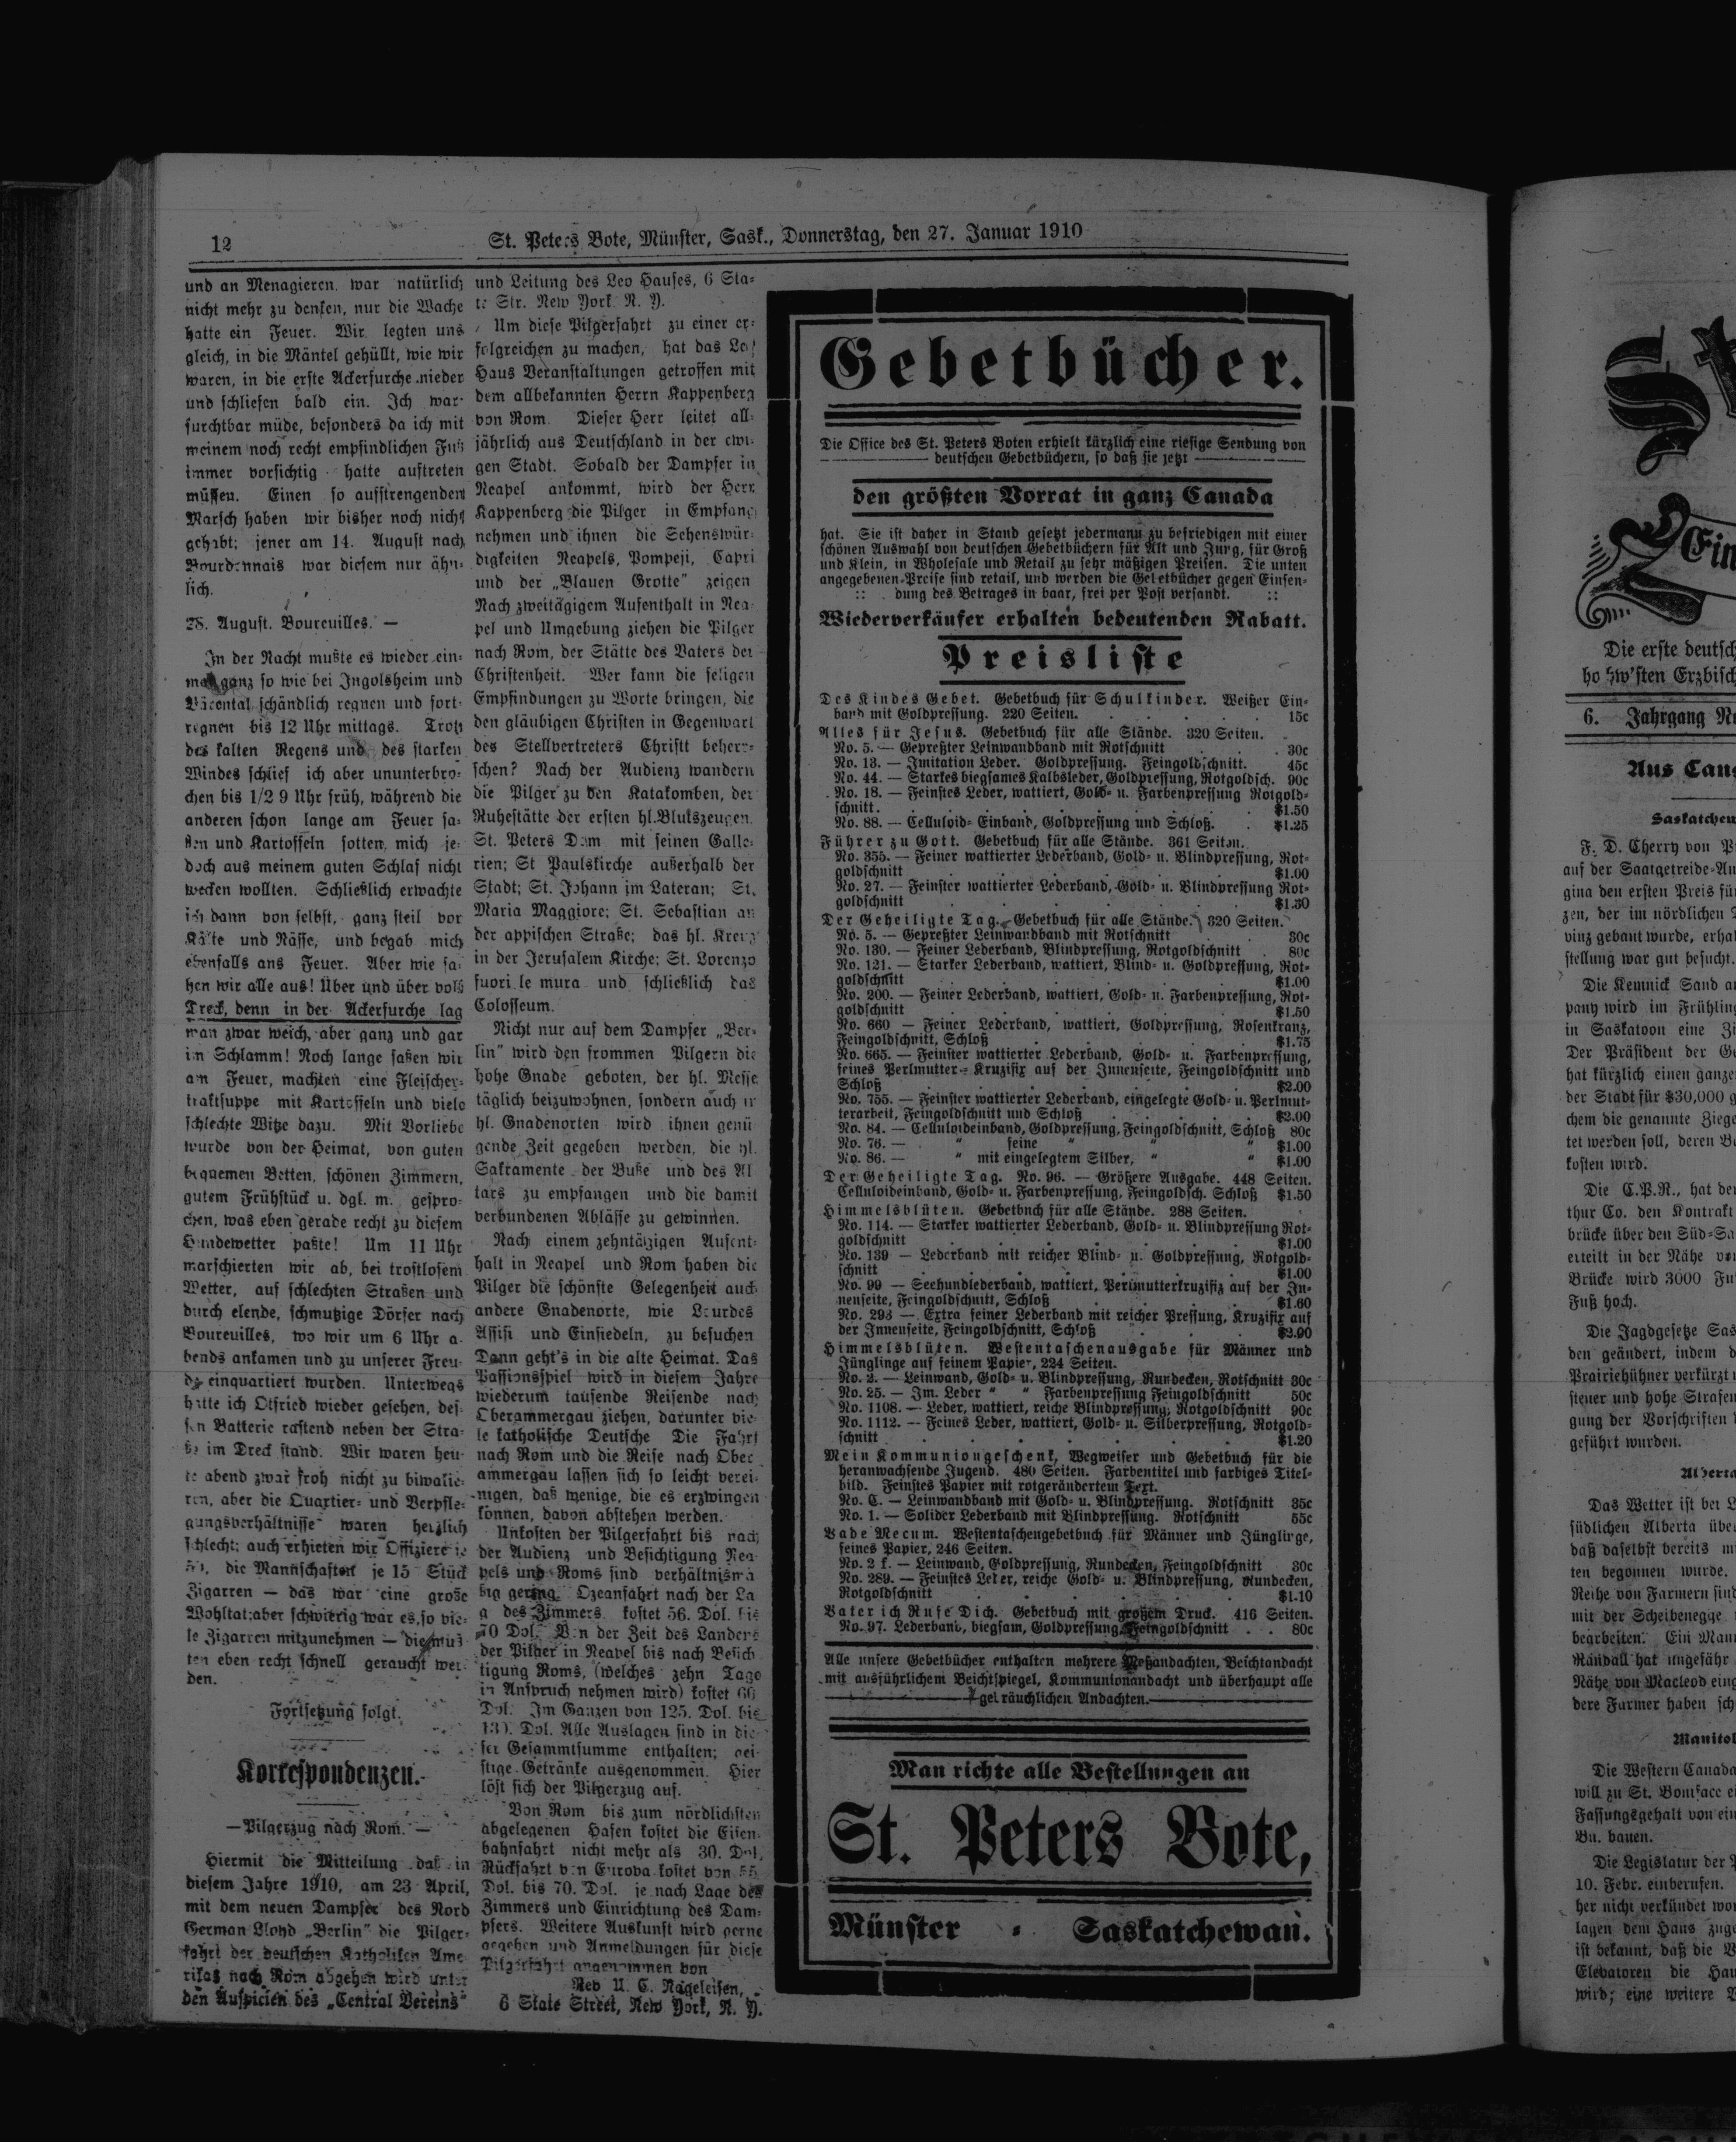 12
St. Peters Bote, Münster, Sask., Donnerstag, den 27. Januar 1910
und an Menagieren war natürlich
nicht mehr zu denken, nur die Wache
hatte ein Feuer. Wir legten uns
gleich, in die Mäntel gehüllt, wie wir
waren, in die erste Ackerfurche nieder
und schliefen bald ein. Ich war
furchtbar müde, besonders da ich mit
meinem noch recht empfindlichen Fuß
immer vorsichtig hatte auftreten
müssen. Einen so anstrengenden
Marsch haben wir bisher noch nicht
gehabt; jener am 14. August nach
Bourdonnais war diesem nur ähn-
lich.
28. August. Boureuilles. —
In der Nacht mußte es wieder ein-
mal ganz so wie bei Ingolsheim und
schändlich regnen und fort-
regnen bis 12 Uhr mittags. Trotz
des kalten Regens und des starken
Windes schlief ich aber ununterbro-
chen bis 1/2 9 Uhr früh, während die
anderen schon lange am Feuer sa-
ßen und Kartoffeln sotten, mich je-
doch aus meinem guten Schlaf nicht
wecken wollten. Schließlich erwachte
ich dann von selbst, ganz steil vor
Kälte und Nässe, und begab mich
ebenfalls ans Feuer. Aber wie sa-
hen wir alle aus! Über und über voll
Treck, denn in der Ackerfurche lag
man zwar weich, aber ganz und gar
im Schlamm! Noch lange saßen wir
am Feuer, machten eine Fleischex-
traktsuppe mit Kartoffeln und viele
schlechte Witze dazu. Mit Vorliebe
wurde von der Heimat, von guten
bequemen Betten, schönen Zimmern,
gutem Frühstück u. dgl. m. gespro-
chen, was eben gerade recht zu diesem
Hundewetter paßte! Um 11 Uhr
marschierten wir ab, bei trostlosem
Wetter, auf schlechten Straßen und
durch elende, schmutzige Dörfer nach
Boureuilles, wo wir um 6 Uhr a-
bends ankamen und zu unserer Freu-
de einquartiert wurden. Unterwegs
hatte ich Otfried wieder gesehen, des-
sen Batterie rastend neben der Stra-
ße im Dreck stand. Wir waren heu-
te abend zwar froh nicht zu biwakie-
ren, aber die Quartier- und Verpfle-
gungsverhältnisse waren herzlich
schlecht; auch erhielten wir Offiziere je
50, die Mannschaften je 15 Stück
Zigarren — das war eine große
Wohltat; aber schwierig war es, so vie-
le Zigarren mitzunehmen — die muß-
ten eben recht schnell geraucht wer-
den.
Fortsetzung folgt.
Korrespondenzen.
— Pilgerzug nach Rom. —
Hiermit die Mitteilung daß in
diesem Jahre 1910, am 23 April,
mit dem neuen Dampfer des Nord
German Lloyd „Berlin“ die Pilger-
fahrt der deutschen Katholiken Ame
rikas nach Rom abgehen wird unter
den Auspicien des „Central Vereins“
und Leitung des Leo Hauses, 6 Sta-
te Str. New York. N. Y.
Um diese Pilgerfahrt zu einer er-
folgreichen zu machen, hat das Leo
Haus Veranstaltungen getroffen mit
dem allbekannten Herrn Kappenberg
von Rom. Dieser Herr leitet all-
jährlich aus Deutschland in der ewi-
gen Stadt. Sobald der Dampfer in
Neapel ankommt, wird der Herr
Kappenberg die Pilger in Empfang
nehmen und ihnen die Sehenswür-
digkeiten Neapels, Pompeji, Capri
und der „Blauen Grotte“ zeigen
Nach zweitägigem Aufenthalt in Nea-
pel und Umgebung ziehen die Pilger
nach Rom, der Stätte des Vaters der
Christenheit. Wer kann die seligen
Empfindungen zu Worte bringen, die
den gläubigen Christen in Gegenwart
des Stellvertreters Christi beherr-
schen? Nach der Audienz wandern
die Pilger zu den Katakomben, der
Ruhestätte der ersten hl. Blutszeugen.
St. Peters Dom mit seinen Galle-
rien; St Paulskirche außerhalb der
Stadt; St. Johann im Lateran; St.
Maria Maggiore; St. Sebastian an
der appischen Straße; das hl. Kreuz
in der Jerusalem Kirche; St. Lorenzo
fuori le mura und schließlich das
Colosseum.
Nicht nur auf dem Dampfer „Ber-
lin“ wird den frommen Pilgern die
hohe Gnade geboten, der hl. Messe
täglich beizuwohnen, sondern auch in
hl. Gnadenorten wird ihnen genü
gende Zeit gegeben werden, die hl.
Sakramente der Buße und des Al
tars zu empfangen und die damit
verbundenen Ablässe zu gewinnen.
Nach einem zehntägigen Aufent-
halt in Neapel und Rom haben die
Pilger die schönste Gelegenheit auch
andere Gnadenorte, wie Lourdes
Assisi und Einsiedeln, zu besuchen
Dann geht's in die alte Heimat. Das
Passionsspiel wird in diesem Jahre
wiederum tausende Reisende nach
Oberammergau ziehen, darunter vie-
le katholische Deutsche Die Fahrt
nach Rom und die Reise nach Ober
ammergau lassen sich so leicht verei-
nigen, daß wenige, die es erzwingen
können, davon abstehen werden.
Unkosten der Pilgerfahrt bis nach
der Audienz und Besichtigung Nea-
pels und Roms sind verhältnismä
ßig gering. Ozeanfahrt nach der La
g des Zimmers kostet 56. Dol. bis
70 Dol. Von der Zeit des Landens
der Pilger in Neapel bis nach Besich
tigung Roms, (welches zehn Tage
in Anspruch nehmen wird) kostet 60
Dol. Im Ganzen von 125. Dol. bis
130. Dol. Alle Auslagen sind in die-
ser Gesammtsumme enthalten; gei-
stige Getränke ausgenommen. Hier
löst sich der Pilgerzug auf.
Von Rom bis zum nördlichsten
abgelegenen Hafen kostet die Eisen-
bahnfahrt nicht mehr als 30. Dol.
Rückfahrt von Europa kostet von 55
Dol. bis 70. Dol. je nach Lage des
Zimmers und Einrichtung des Dam-
pfers. Weitere Auskunft wird gerne
gegeben und Anmeldungen für diese
Pilgerfahrt angenommen von
Rev U. C. Nageleisen,
6 State Street, New York, N. Y.
Gebetbücher.
Die Office des St. Peters Boten erhielt kürzlich eine riesige Sendung von
deutschen Gebetbüchern, so daß sie jetzt
den größten Vorrat in ganz Canada
hat. Sie ist daher in Stand gesetzt jedermann zu befriedigen mit einer
schönen Auswahl von deutschen Gebetbüchern für Alt und Jung, für Groß
und Klein, in Wholesale und Retail zu sehr mäßigen Preisen. Die unten
angegebenen Preise sind retail, und werden die Gebetbücher gegen Einsen-
:: dung des Betrages in baar, frei per Post versandt. ::
Wiederverkäufer erhalten bedeutenden Rabatt.
Preisliste
Des Kindes Gebet. Gebetbuch für Schulkinder. Weißer Ein-
band mit Goldpressung. 220 Seiten. 15c
Alles für Jesus. Gebetbuch für alle Stände. 320 Seiten.
No. 5. — Gepreßter Leinwandband mit Rotschnitt 30c
No. 13. — Imitation Leder. Goldpressung. Feingoldschnitt. 45c
No. 44. — Starkes biegsames Kalbsleder, Goldpressung, Rotgoldsch. 90c
No. 18. — Feinstes Leder, wattiert, Gold- u. Farbenpressung Rotgold-
schnitt. $1.50
No. 88. — Celluloid-Einband, Goldpressung und Schloß. $1.25
Führer zu Gott. Gebetbuch für alle Stände. 361 Seiten.
No. 355. — Feiner wattierter Lederband, Gold- u. Blindpressung, Rot-
goldschnitt $1.00
No. 27. — Feinster wattierter Lederband, Gold- u. Blindpressung Rot-
goldschnitt $1.30
Der Geheiligte Tag. Gebetbuch für alle Stände. 320 Seiten.
No. 5. — Gepreßter Leinwandband mit Rotschnitt 30c
No. 130. — Feiner Lederband, Blindpressung, Rotgoldschnitt 80c
No. 121. — Starker Lederband, wattiert, Blind- u. Goldpressung, Rot-
goldschnitt $1.00
No. 200. — Feiner Lederband, wattiert, Gold- u. Farbenpressung, Rot-
goldschnitt $1.50
No. 660 — Feiner Lederband, wattiert, Goldpressung, Rosenkranz,
Feingoldschnitt, Schloß $1.75
No. 665. — Feinster wattierter Lederband, Gold- u. Farbenpressung,
feines Perlmutter-Kruzifix auf der Innenseite, Feingoldschnitt und
Schloß $2.00
No. 755. — Feinster wattierter Lederband, eingelegte Gold- u. Perlmut-
terarbeit, Feingoldschnitt und Schloß $2.00
No. 84. — Celluloideinband, Goldpressung, Feingoldschnitt, Schloß 80c
No. 76. — " feine " " " $1.00
No. 86. — " mit eingelegtem Silber, " " $1.00
Der Geheiligte Tag. No. 96. — Größere Ausgabe. 448 Seiten.
Celluloideinband, Gold- u. Farbenpressung, Feingoldsch. Schloß $1.50
Himmelsblüten. Gebetbuch für alle Stände. 288 Seiten.
No. 114. — Starker wattierter Lederband, Gold- u. Blindpressung Rot-
goldschnitt $1.00
No. 139 — Lederband mit reicher Blind- u. Goldpressung, Rotgold-
schnitt $1.00
No. 99 — Seehundlederband, wattiert, Perlmutterkruzifix auf der In-
nenseite, Feingoldschnitt, Schloß $1.60
No. 293 — Extra feiner Lederband mit reicher Pressung, Kruzifix auf
der Innenseite, Feingoldschnitt, Schloß $2.00
Himmelsblüten. Westentaschenausgabe für Männer und
Jünglinge auf feinem Papier, 224 Seiten.
No. 2. — Leinwand, Gold- u. Blindpressung, Rundecken, Rotschnitt 30c
No. 25. — Im. Leder " " Farbenpressung Feingoldschnitt 50c
No. 1108. — Leder, wattiert, reiche Blindpressung, Rotgoldschnitt 90c
No. 1112. — Feines Leder, wattiert, Gold- u. Silberpressung, Rotgold-
schnitt $1.20
Mein Kommuniongeschenk, Wegweiser und Gebetbuch für die
heranwachsende Jugend. 480 Seiten. Farbentitel und farbiges Titel-
bild. Feinstes Papier mit rotgerändertem Text.
No. C. — Leinwandband mit Gold- u. Blindpressung. Rotschnitt 35c
No. 1. — Solider Lederband mit Blindpressung. Rotschnitt 55c
Vade Mecum. Westentaschengebetbuch für Männer und Jünglinge,
feines Papier, 246 Seiten.
No. 2 f. — Leinwand, Goldpressung, Rundecken, Feingoldschnitt 30c
No. 289. — Feinstes Leder, reiche Gold- u. Blindpressung, Rundecken,
Rotgoldschnitt $1.10
Vater ich Rufe Dich. Gebetbuch mit großem Druck. 416 Seiten.
No. 97. Lederband, biegsam, Goldpressung, Feingoldschnitt 80c
Alle unsere Gebetbücher enthalten mehrere Meßandachten, Beichtandacht
mit ausführlichem Beichtspiegel, Kommunionandacht und überhaupt alle
gebräuchlichen Andachten.
Man richte alle Bestellungen an
St. Peters Bote,
Münster - Saskatchewan.
St
Ein
Die erste deutsch
ho hw'sten Erzbisch
6. Jahrgang
Aus Cana
Saskatchew
F. D. Cherry von
auf der Saatgetreide-Au
gina den ersten Preis für
zen, der im nördlichen
vinz gebaut wurde, erha
stellung war gut besucht.
Die Kemnick Sand an
pany wird im Frühling
in Saskatoon eine Zi
Der Präsident der Ge
hat kürzlich einen ganze
der Stadt für $30,000 g
chem die genannte Ziege
tet werden soll, deren
kosten wird.
Die C.P.R., hat den
thur Co. den Kontrakt
brücke über den Süd-Sa
erteilt in der Nähe von
Brücke wird 3000 Fu
Fuß hoch.
Die Jagdgesetze Sas
den geändert, indem d
Prairiehühner verkürzt
steuer und hohe Strafen
gung der Vorschriften
geführt wurden.
Alberta
Das Wetter ist bei
südlichen Alberta übe
daß daselbst bereits mi
ten begonnen wurde.
Reihe von Farmern sind
mit der Scheibenegge
bearbeiten. Ein Mann
Randall hat ungefähr
Nähe von Macleod eing
dere Farmer haben sch
Manitob
Die Western Canada
will zu St. Boniface ei
Fassungsgehalt von ein
Bu. bauen.
Die Legislatur der P
10. Febr. einberufen.
her nicht verkündet wor
lagen dem Haus zuge
ist bekannt, daß die
Elevatoren die Hau
wird; eine weitere